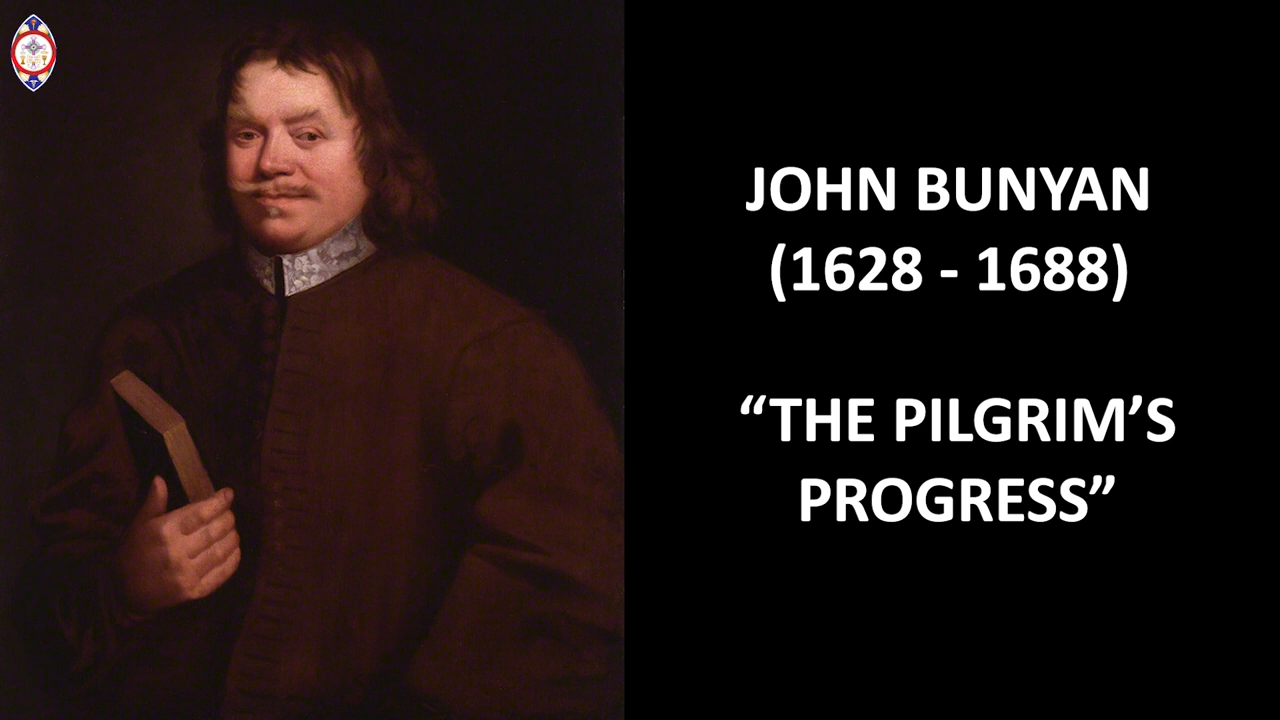 JOHN BUNYAN
(1628 - 1688)
“THE PILGRIM’S
PROGRESS”